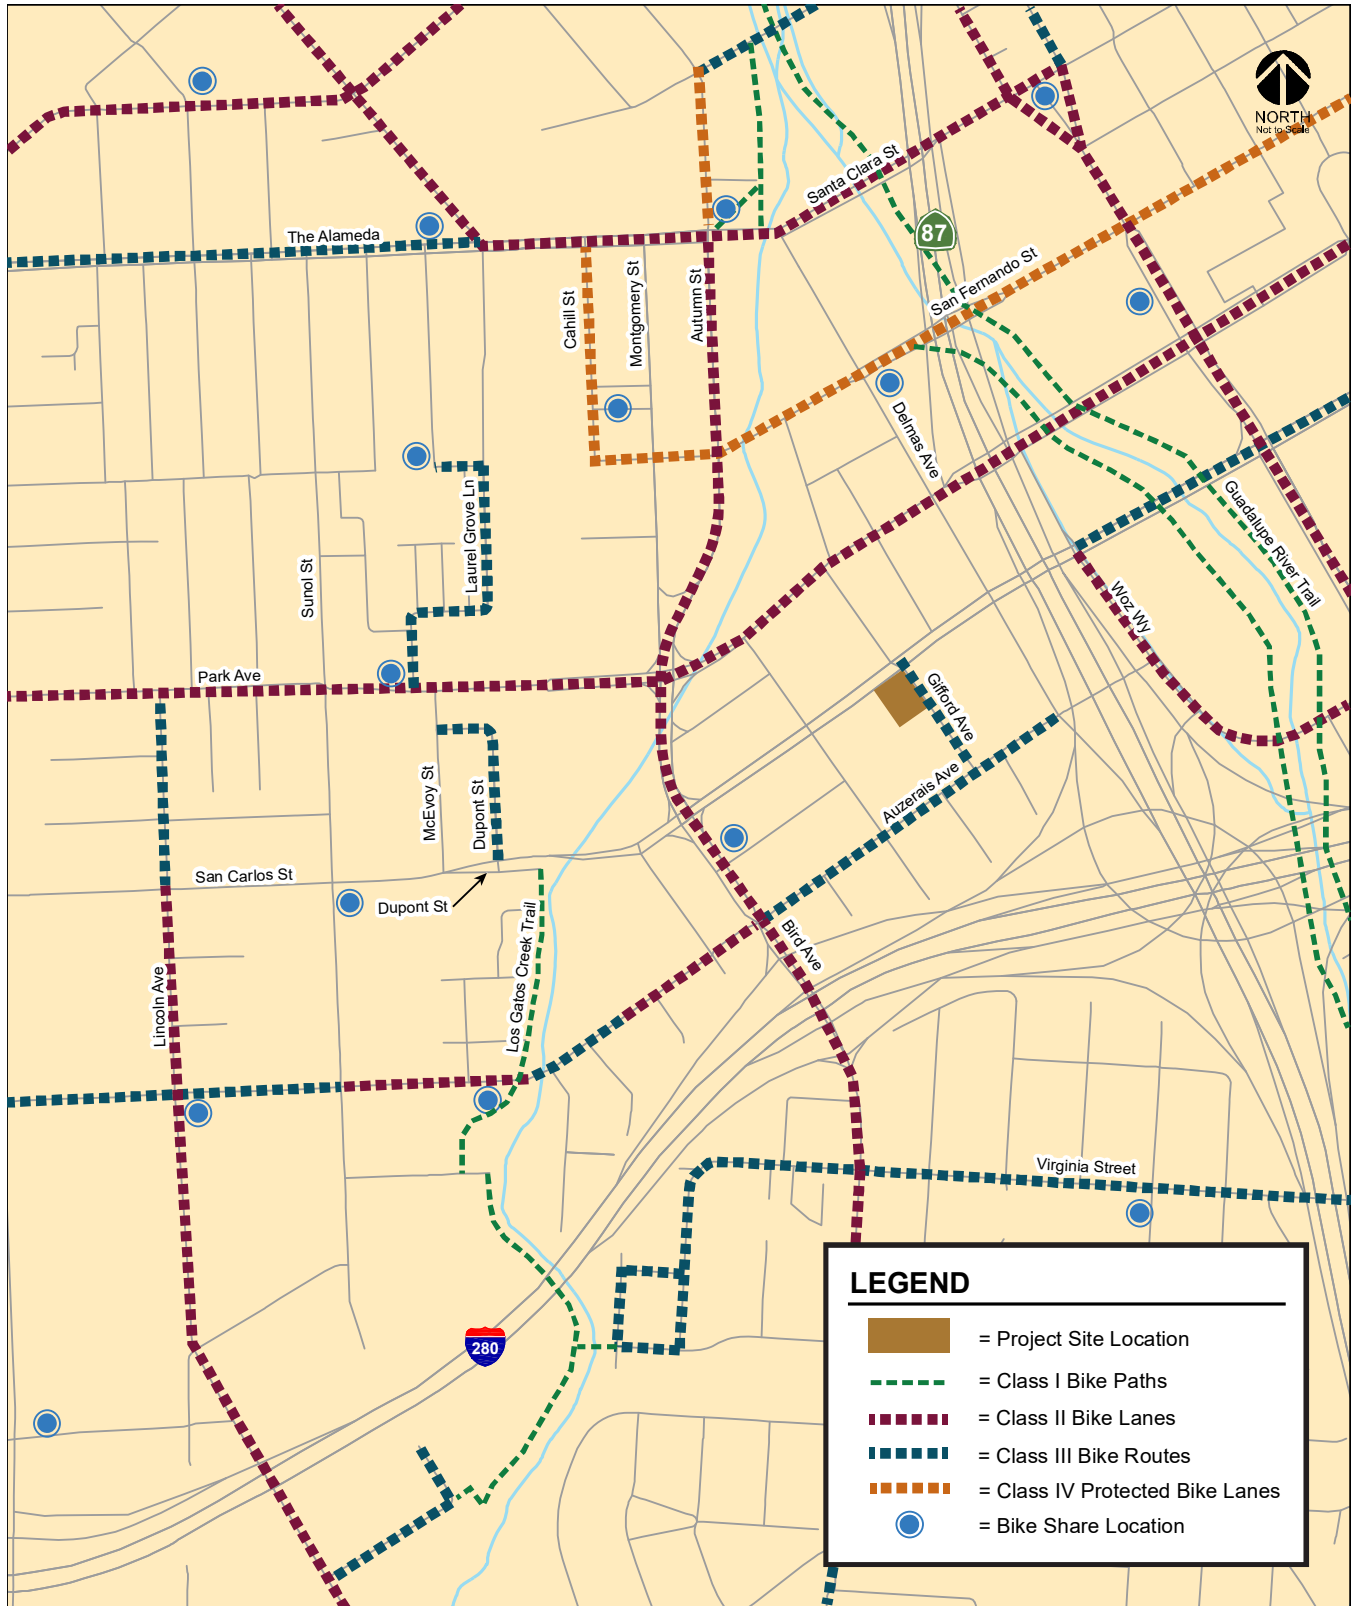 NORTH
Not to Scale
Santa Clara St
The Alameda
87
San Fernando St
Cahill St
Montgomery St
Autumn St
Delmas Ave
Laurel Grove Ln
Guadalupe River Trail
Sunol St
Woz Wy
Park Ave
Gifford Ave
McEvoy St
Dupont St
Auzerais Ave
San Carlos St
Dupont St
Bird Ave
Los Gatos Creek Trail
Lincoln Ave
Virginia Street
280
LEGEND
= Project Site Location
= Class I Bike Paths
= Class II Bike Lanes
= Class III Bike Routes
= Class IV Protected Bike Lanes
= Bike Share Location